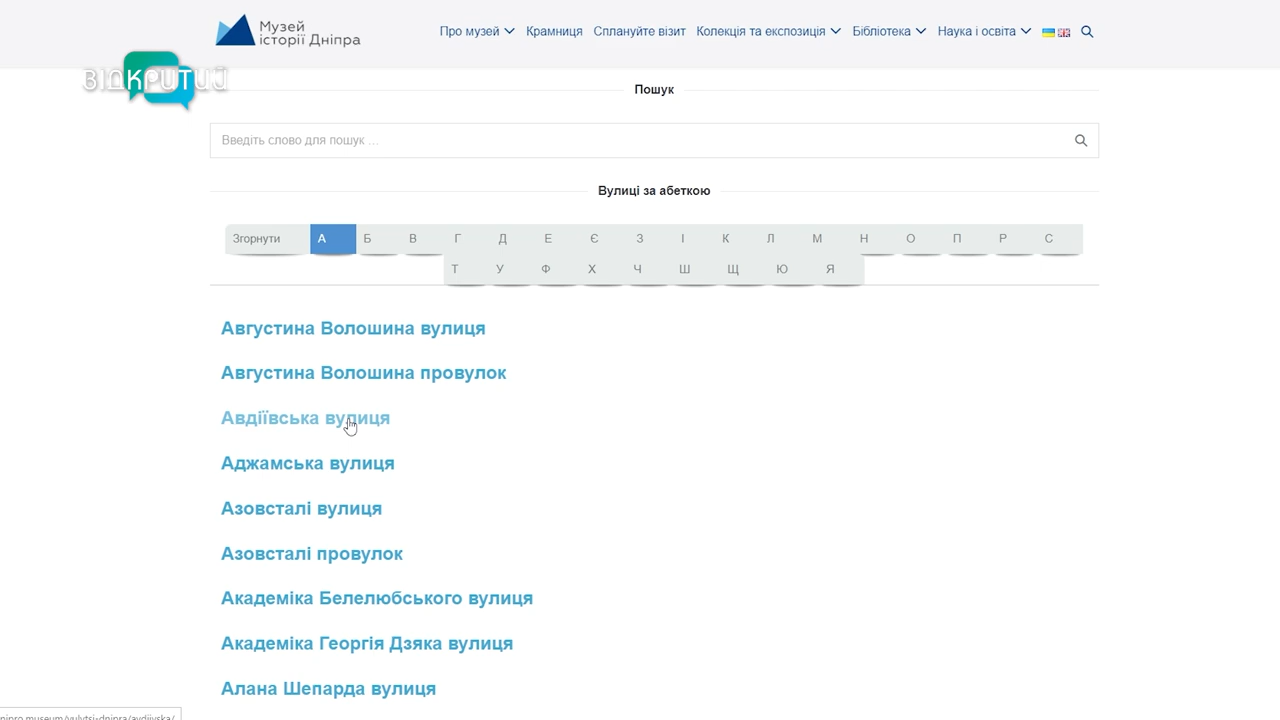 Музей
історії Дніпра
Про музей Крамниця Сплануйте візит Колекція та експозиція Бібліотека Наука і освіта
ВІДКРИТИЙ
Пошук
Введіть слово для пошук ...
Вулиці за абеткою
Згорнути А Б В Г Д Е Є З І К Л М Н О П Р С
Т У Ф Х Ч Ш Щ Ю Я
Августина Волошина вулиця
Августина Волошина провулок
Авдіївська вулиця
Аджамська вулиця
Азовсталі вулиця
Азовсталі провулок
Академіка Белелюбського вулиця
Академіка Георгія Дзяка вулиця
Алана Шепарда вулиця